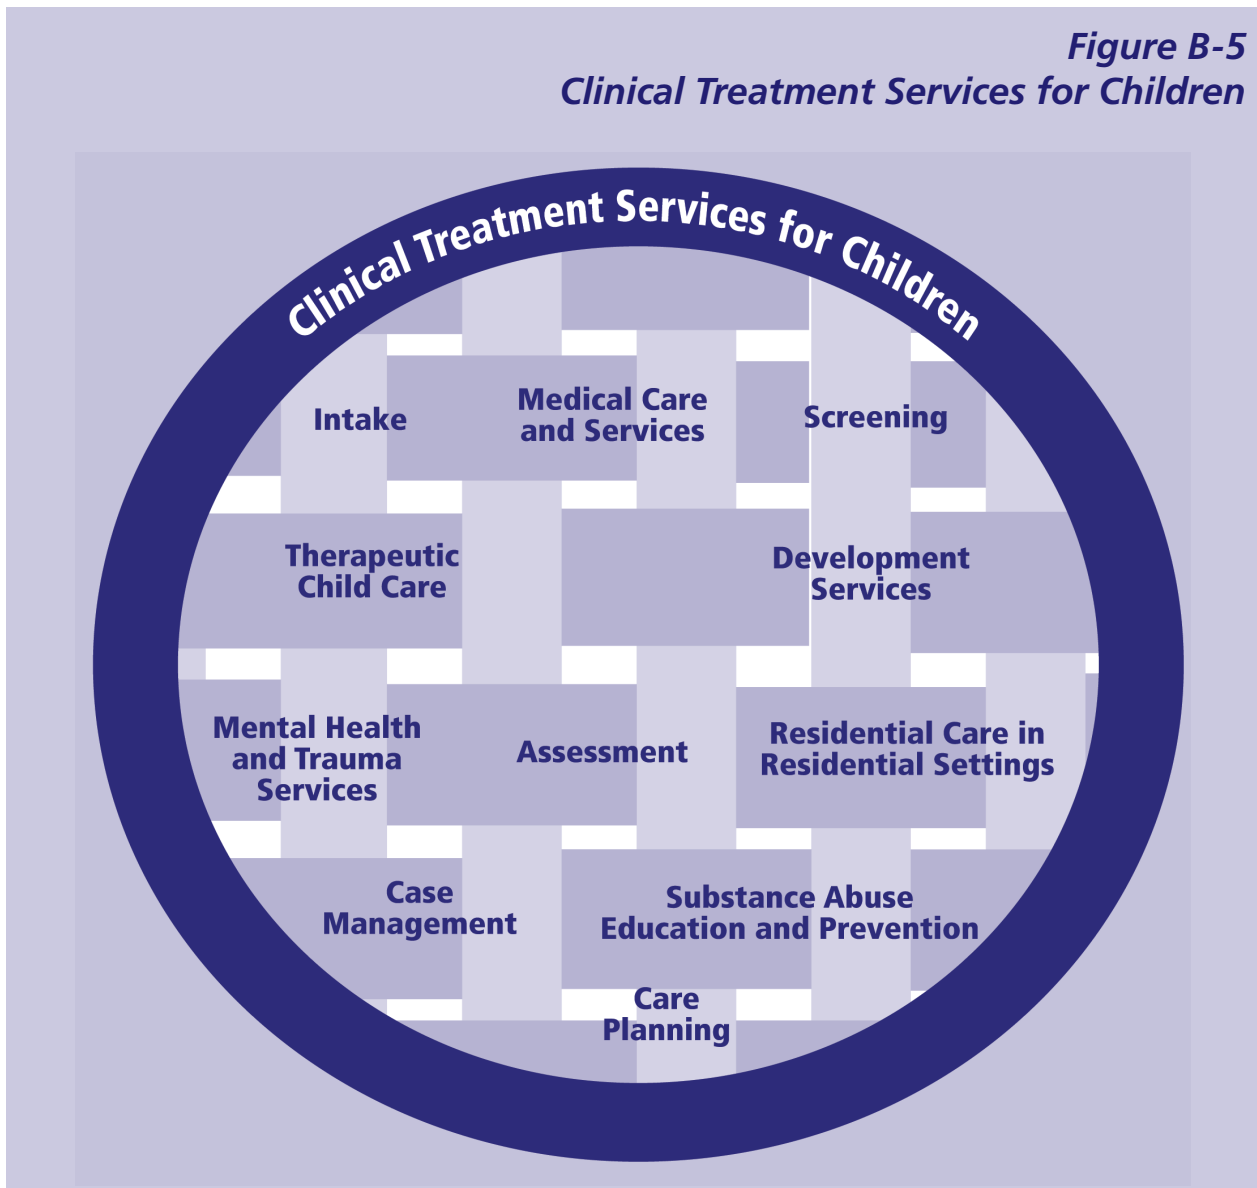 Figure B-5
Clinical Treatment Services for Children
Clinical Treatment Services for Children
Intake
Medical Care
and Services
Screening
Therapeutic
Child Care
Development
Services
Mental Health
and Trauma
Services
Assessment
Residential Care in
Residential Settings
Case
Management
Substance Abuse
Education and Prevention
Care
Planning